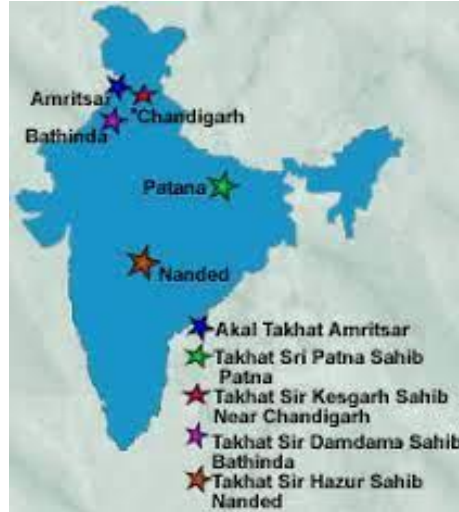 Amritsar
"Chandigarh
Bathinda
Patana
Nanded
Akal Takhat Amritsar
Takhat Sri Patna Sahib
Patna
Takhat Sir Kesgarh Sahib
Near Chandigarh
Takhat Sir Damdama Sahib
Bathinda
Takhat Sir Hazur Sahib
Nanded